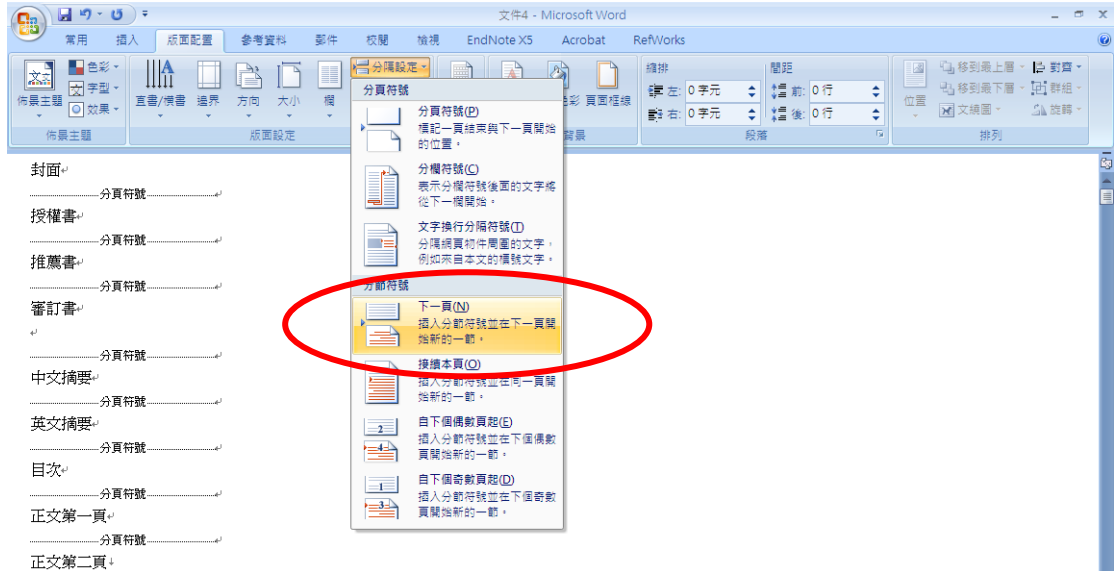 文件4 - Microsoft Word
常用 插入 版面配置 參考資料 郵件 校閱 檢視 EndNote X5 Acrobat RefWorks
佈景主題 色彩 字型 效果
直書/橫書 邊界 方向 大小 欄
分隔設定
色彩 頁面框線
縮排 間距
左: 0 字元 前: 0 行
右: 0 字元 後: 0 行
位置 移到最上層 對齊
移到最下層 群組
文繞圖 旋轉
佈景主題 版面設定 背景 段落 排列
分頁符號
分頁符號(P)
標記一頁結束與下一頁開始
的位置。
分欄符號(C)
表示分欄符號後面的文字將
從下一欄開始。
文字換行分隔符號(T)
分隔網頁物件周圍的文字,
例如來自本文的標號文字。
分節符號
下一頁(N)
插入分節符號並在下一頁開
始新的一節。
接續本頁(O)
插入分節符號並在同一頁開
始新的一節。
自下個偶數頁起(E)
插入分節符號並在下個偶數
頁開始新的一節。
自下個奇數頁起(D)
插入分節符號並在下個奇數
頁開始新的一節。
封面
分頁符號
授權書
分頁符號
推薦書
分頁符號
審訂書
分頁符號
中文摘要
分頁符號
英文摘要
分頁符號
目次
分頁符號
正文第一頁
分頁符號
正文第二頁